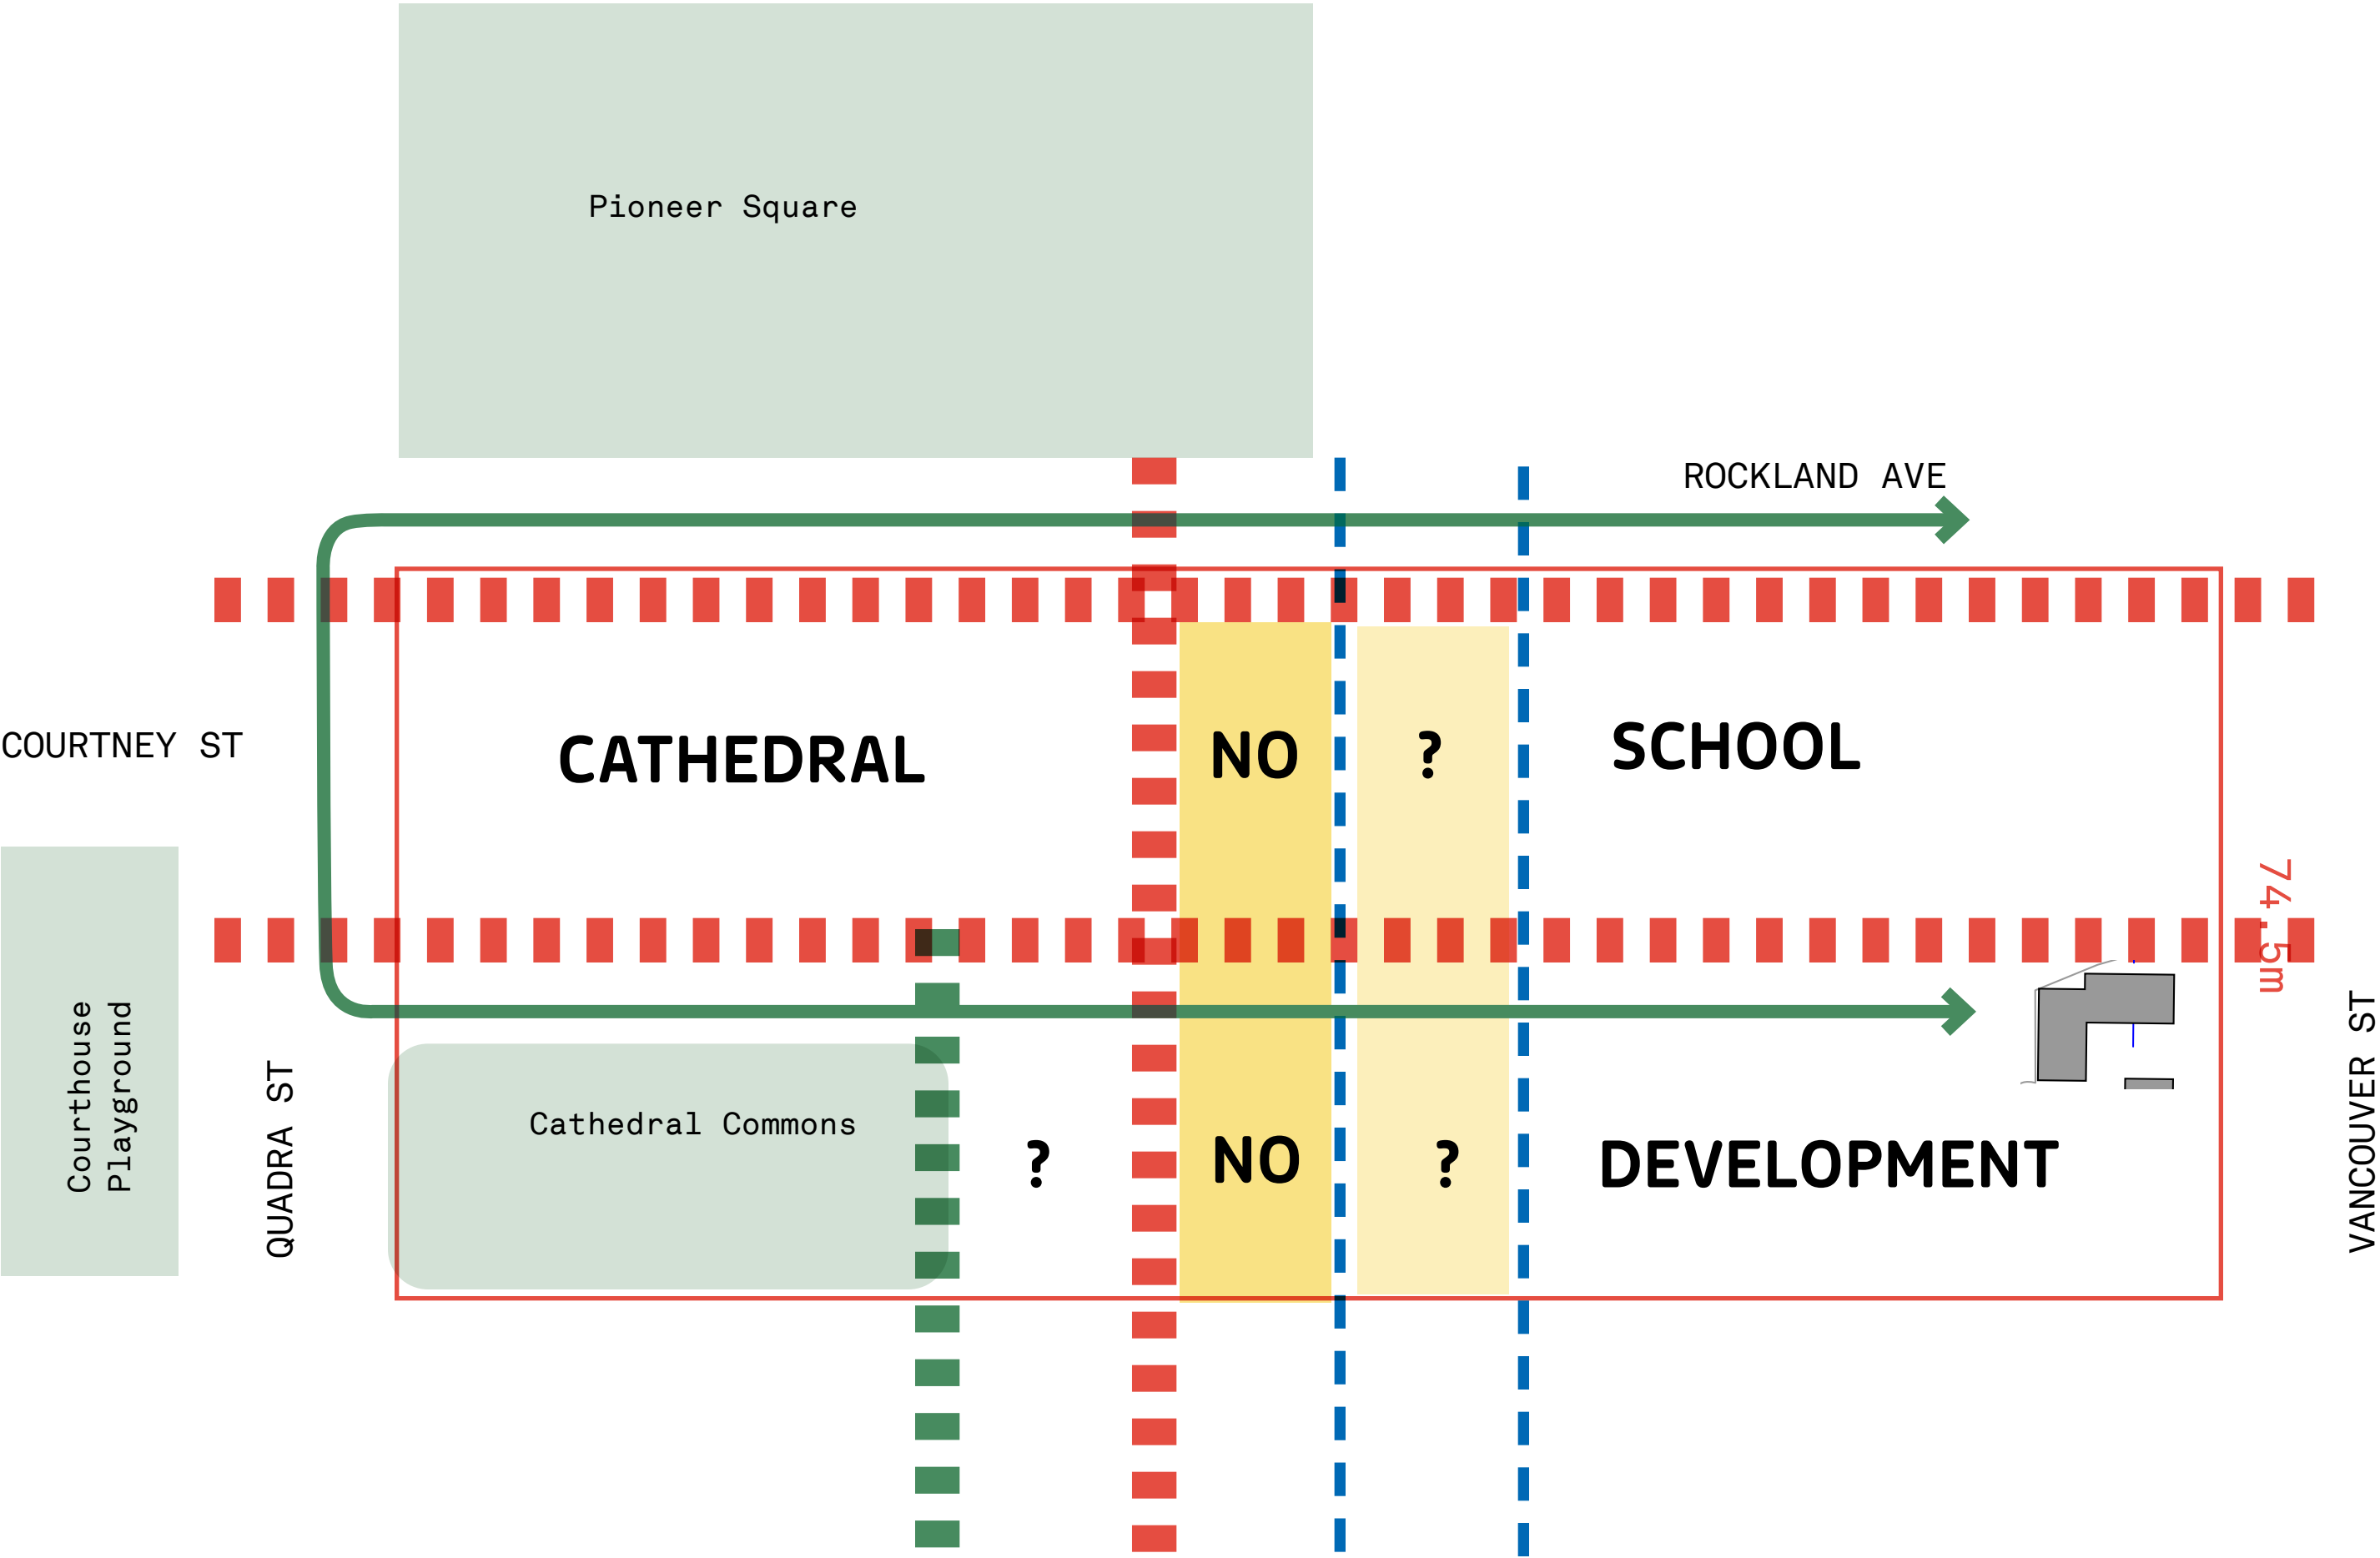 Pioneer Square
ROCKLAND AVE
COURTNEY ST
CATHEDRAL
NO
?
SCHOOL
74.5m
Courthouse
Playground
QUADRA ST
Cathedral Commons
?
NO
?
DEVELOPMENT
VANCOUVER ST